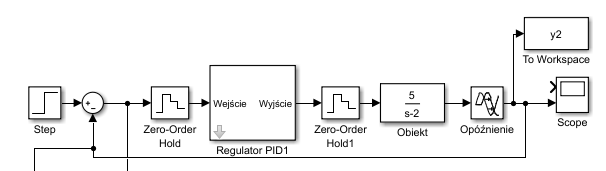 y2
To Workspace
+
-
Wejście Wyjście
5
s-2
Step
Zero-Order
Hold
Regulator PID1
Zero-Order
Hold1
Obiekt
Opóźnienie
Scope